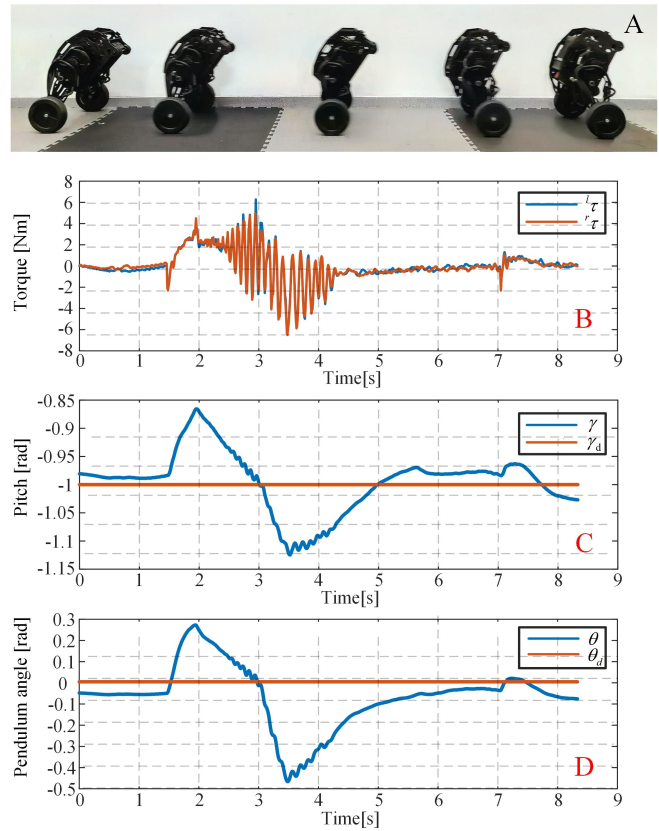 A
8
6
4
2
0
-2
-4
-6
-8
Torque [Nm]
lτ
rτ
B
0 1 2 3 4 5 6 7 8 9
Time[s]
-0.85
-0.9
-0.95
-1
-1.05
-1.1
-1.15
Pitch [rad]
γ
γd
C
0 1 2 3 4 5 6 7 8 9
Time[s]
0.3
0.2
0.1
0
-0.1
-0.2
-0.3
-0.4
-0.5
Pendulum angle [rad]
θ
θd
D
0 1 2 3 4 5 6 7 8 9
Time[s]